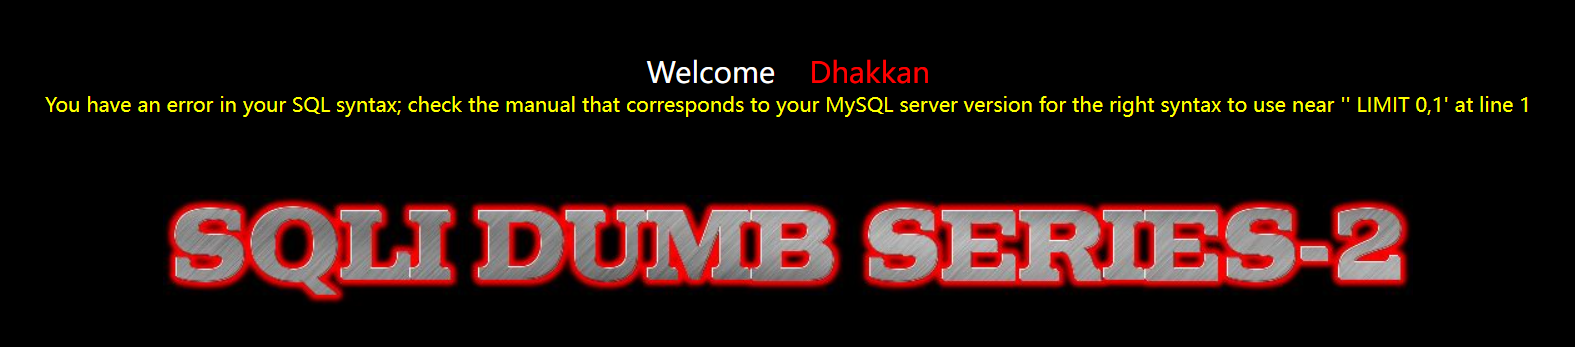 Welcome Dhakkan
You have an error in your SQL syntax; check the manual that corresponds to your MySQL server version for the right syntax to use near '' LIMIT 0,1' at line 1
SQLI DUMB SERIES-2